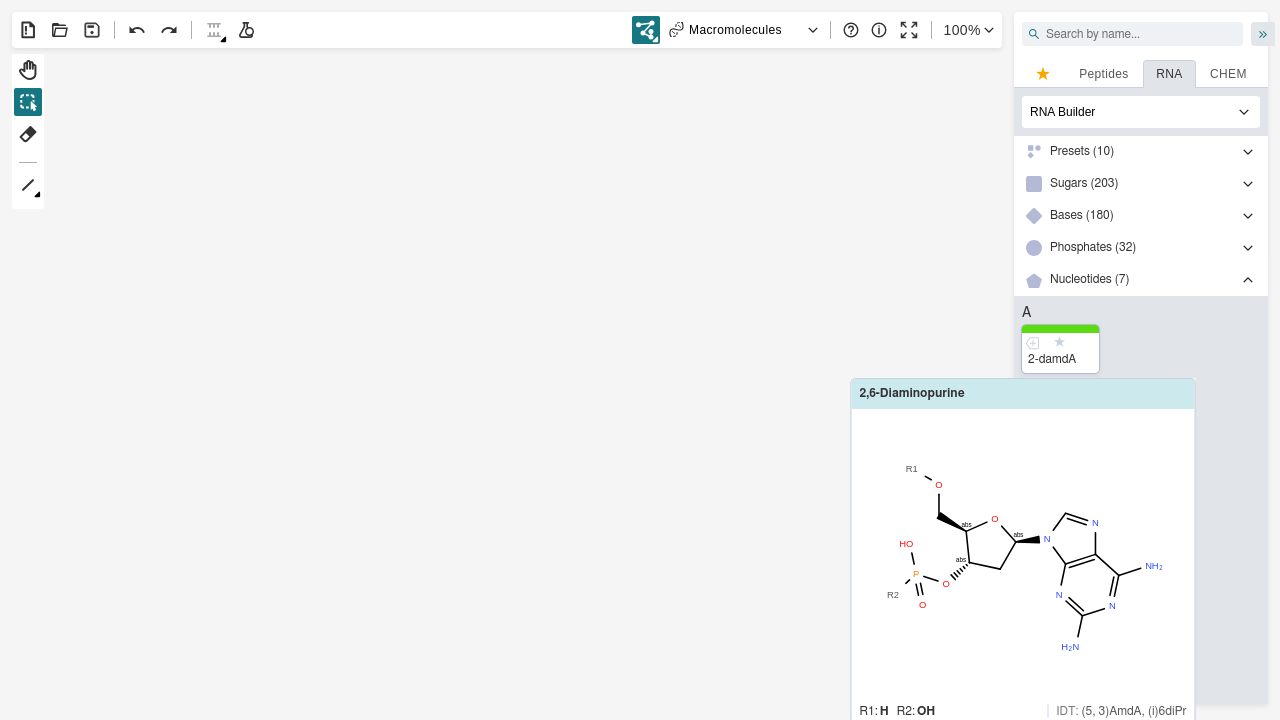 Macromolecules
100%
Search by name...
Peptides
RNA
CHEM
RNA Builder
Presets (10)
Sugars (203)
Bases (180)
Phosphates (32)
Nucleotides (7)
A
2-damdA
2,6-Diaminopurine
R1
O
abs
O
abs
N
N
HO
abs
P
O
NH₂
R2
O
N
N
H₂N
R1: H R2: OH
IDT: (5, 3)AmdA, (i)6diPr